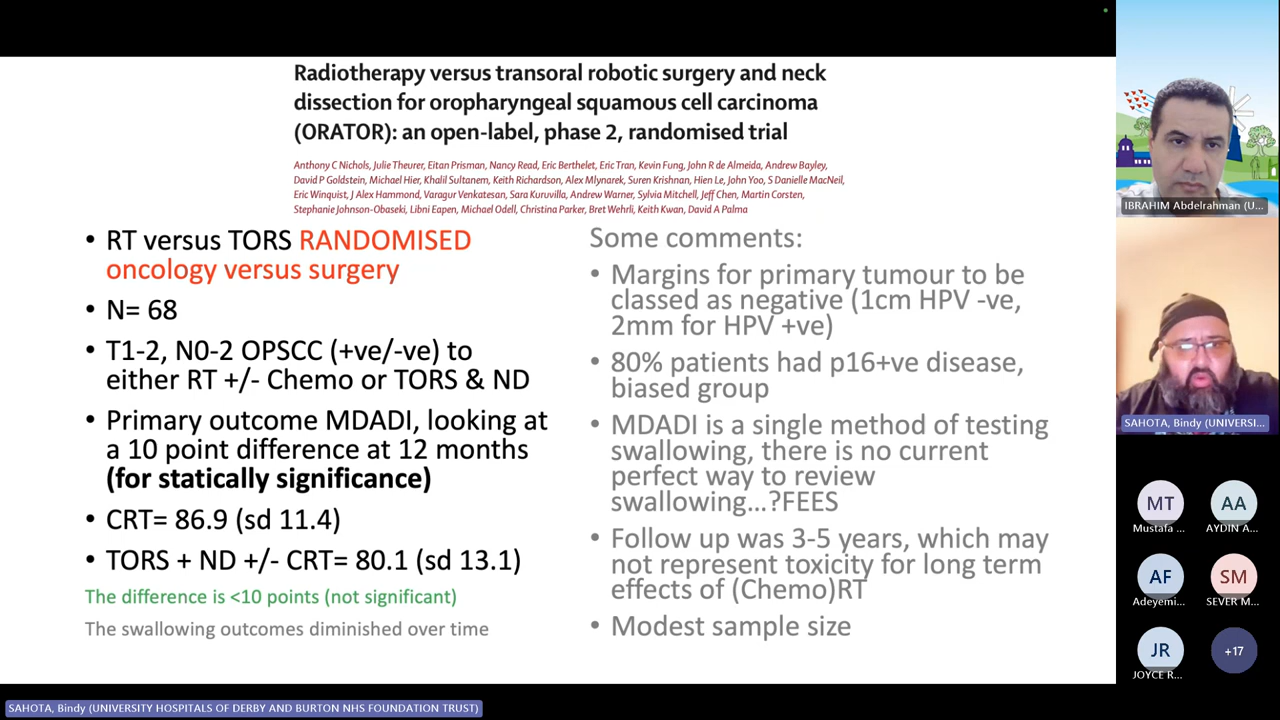 Radiotherapy versus transoral robotic surgery and neck
dissection for oropharyngeal squamous cell carcinoma
(ORATOR): an open-label, phase 2, randomised trial
Anthony C Nichols, Julie Theurer, Eitan Prisman, Nancy Read, Eric Berthelet, Eric Tran, Kevin Fung, John R de Almeida, Andrew Bayley,
David P Goldstein, Michael Hier, Khalil Sultanem, Keith Richardson, Alex Mlynarek, Suren Krishnan, Hien Le, John Yoo, S Danielle MacNeil,
Eric Winquist, J Alex Hammond, Varagur Venkatesan, Sara Kuruvilla, Andrew Warner, Sylvia Mitchell, Jeff Chen, Martin Corsten,
Stephanie Johnson-Obaseki, Libni Eapen, Michael Odell, Christina Parker, Bret Wehrli, Keith Kwan, David A Palma
• RT versus TORS RANDOMISED
oncology versus surgery
• N= 68
• T1-2, N0-2 OPSCC (+ve/-ve) to
either RT +/- Chemo or TORS & ND
• Primary outcome MDADI, looking at
a 10 point difference at 12 months
(for statically significance)
• CRT= 86.9 (sd 11.4)
• TORS + ND +/- CRT= 80.1 (sd 13.1)
The difference is <10 points (not significant)
The swallowing outcomes diminished over time
Some comments:
• Margins for primary tumour to be
classed as negative (1cm HPV -ve,
2mm for HPV +ve)
• 80% patients had p16+ve disease,
biased group
• MDADI is a single method of testing
swallowing, there is no current
perfect way to review
swallowing...?FEES
• Follow up was 3-5 years, which may
not represent toxicity for long term
effects of (Chemo)RT
• Modest sample size
IBRAHIM Abdelrahman (U...
SAHOTA, Bindy (UNIVERSI...
MT
Mustafa ...
AA
AYDIN A...
AF
Adeyemi...
SM
SEVER M...
JR
JOYCE R...
+17
SAHOTA, Bindy (UNIVERSITY HOSPITALS OF DERBY AND BURTON NHS FOUNDATION TRUST)